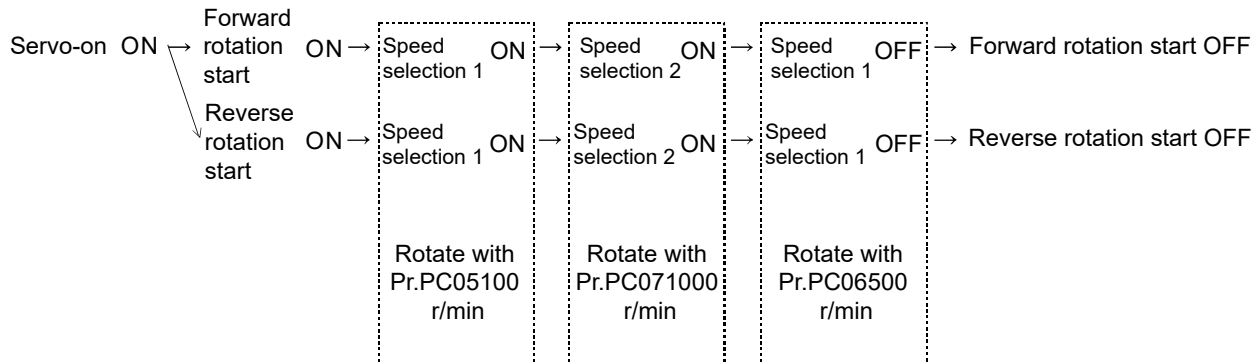 Servo-on ON → Forward rotation start ON → Speed selection 1 ON → Speed selection 2 ON → Speed selection 1 OFF → Forward rotation start OFF
Reverse rotation start ON → Speed selection 1 ON → Speed selection 2 ON → Speed selection 1 OFF → Reverse rotation start OFF
Rotate with
Pr.PC05100
r/min
Rotate with
Pr.PC071000
r/min
Rotate with
Pr.PC06500
r/min